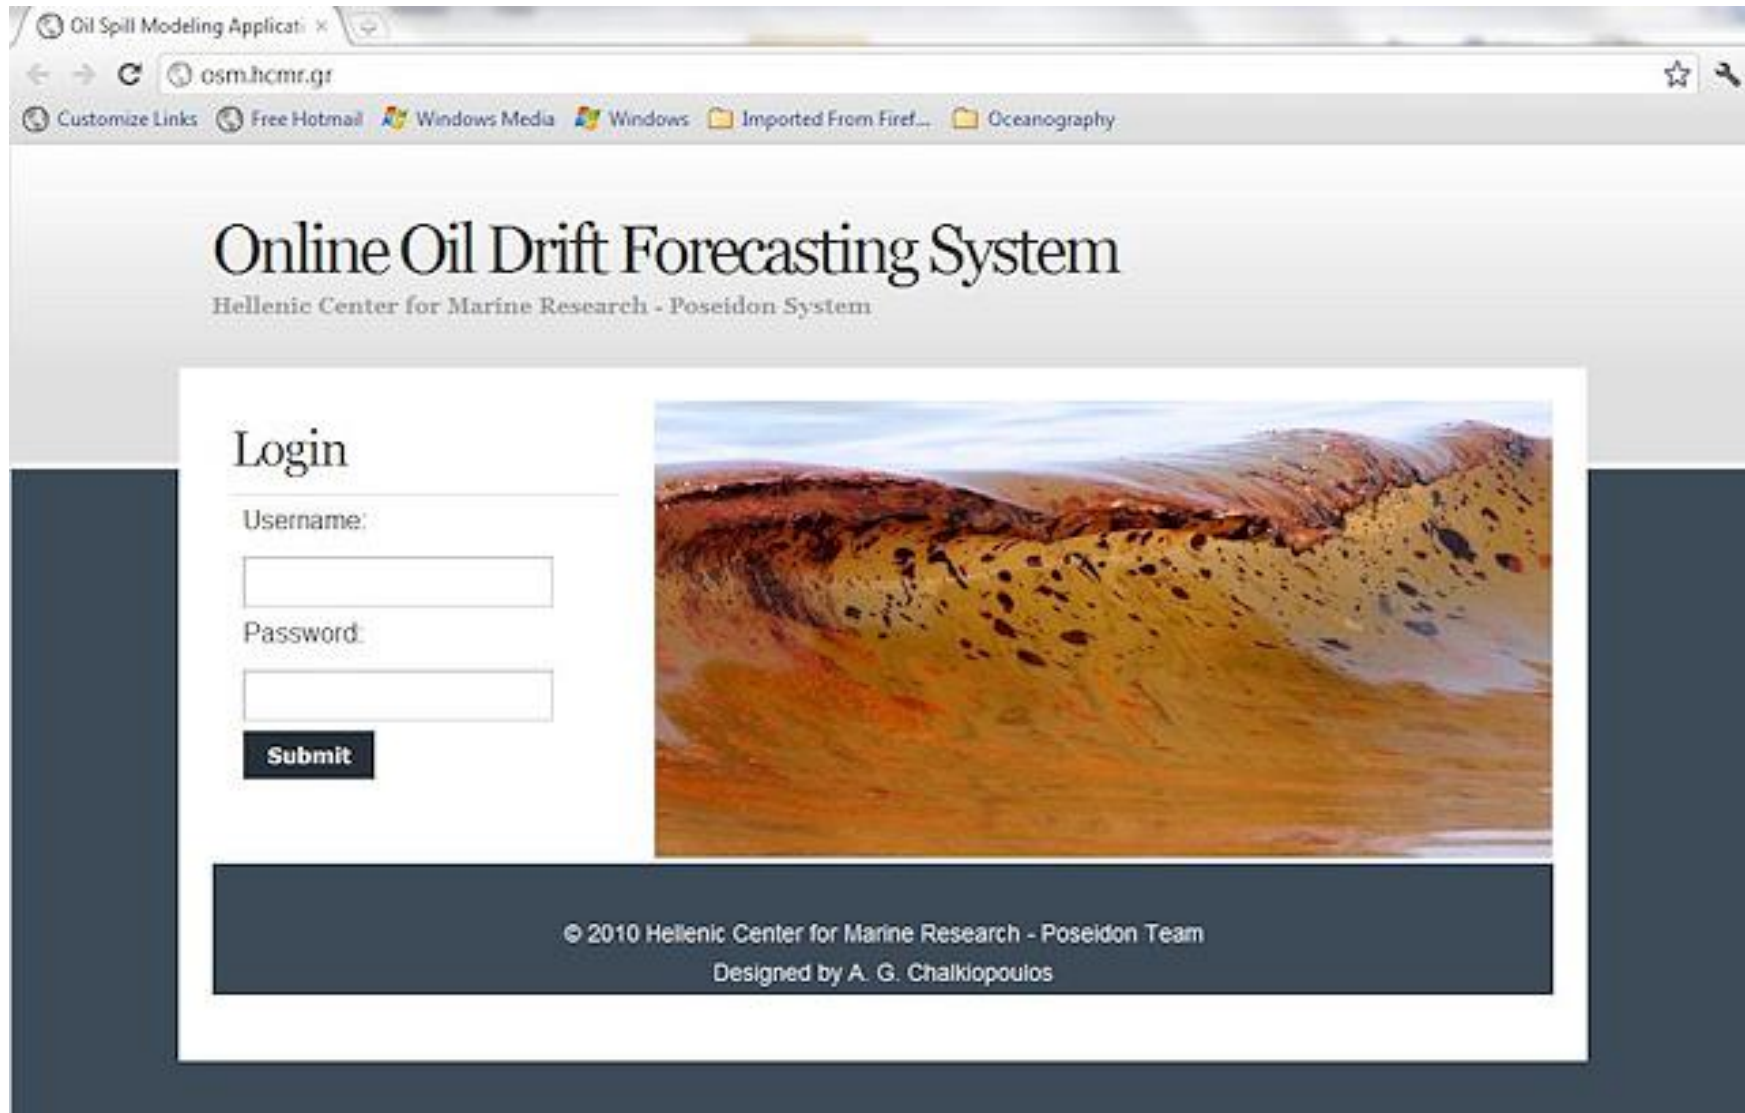 Oil Spill Modeling Applicati
osm.hcmr.gr
Customize Links Free Hotmail Windows Media Windows Imported From Firef... Oceanography
Online Oil Drift Forecasting System
Hellenic Center for Marine Research - Poseidon System
Login
Username:
Password:
Submit
© 2010 Hellenic Center for Marine Research - Poseidon Team
Designed by A. G. Chalkiopoulos